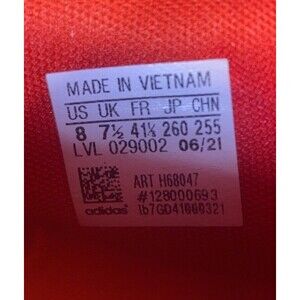 MADE IN VIETNAM
US UK FR JP CHN
8 7½ 41⅓ 260 255
LVL 029002 06/21
ART H68047
#128000693
adidas